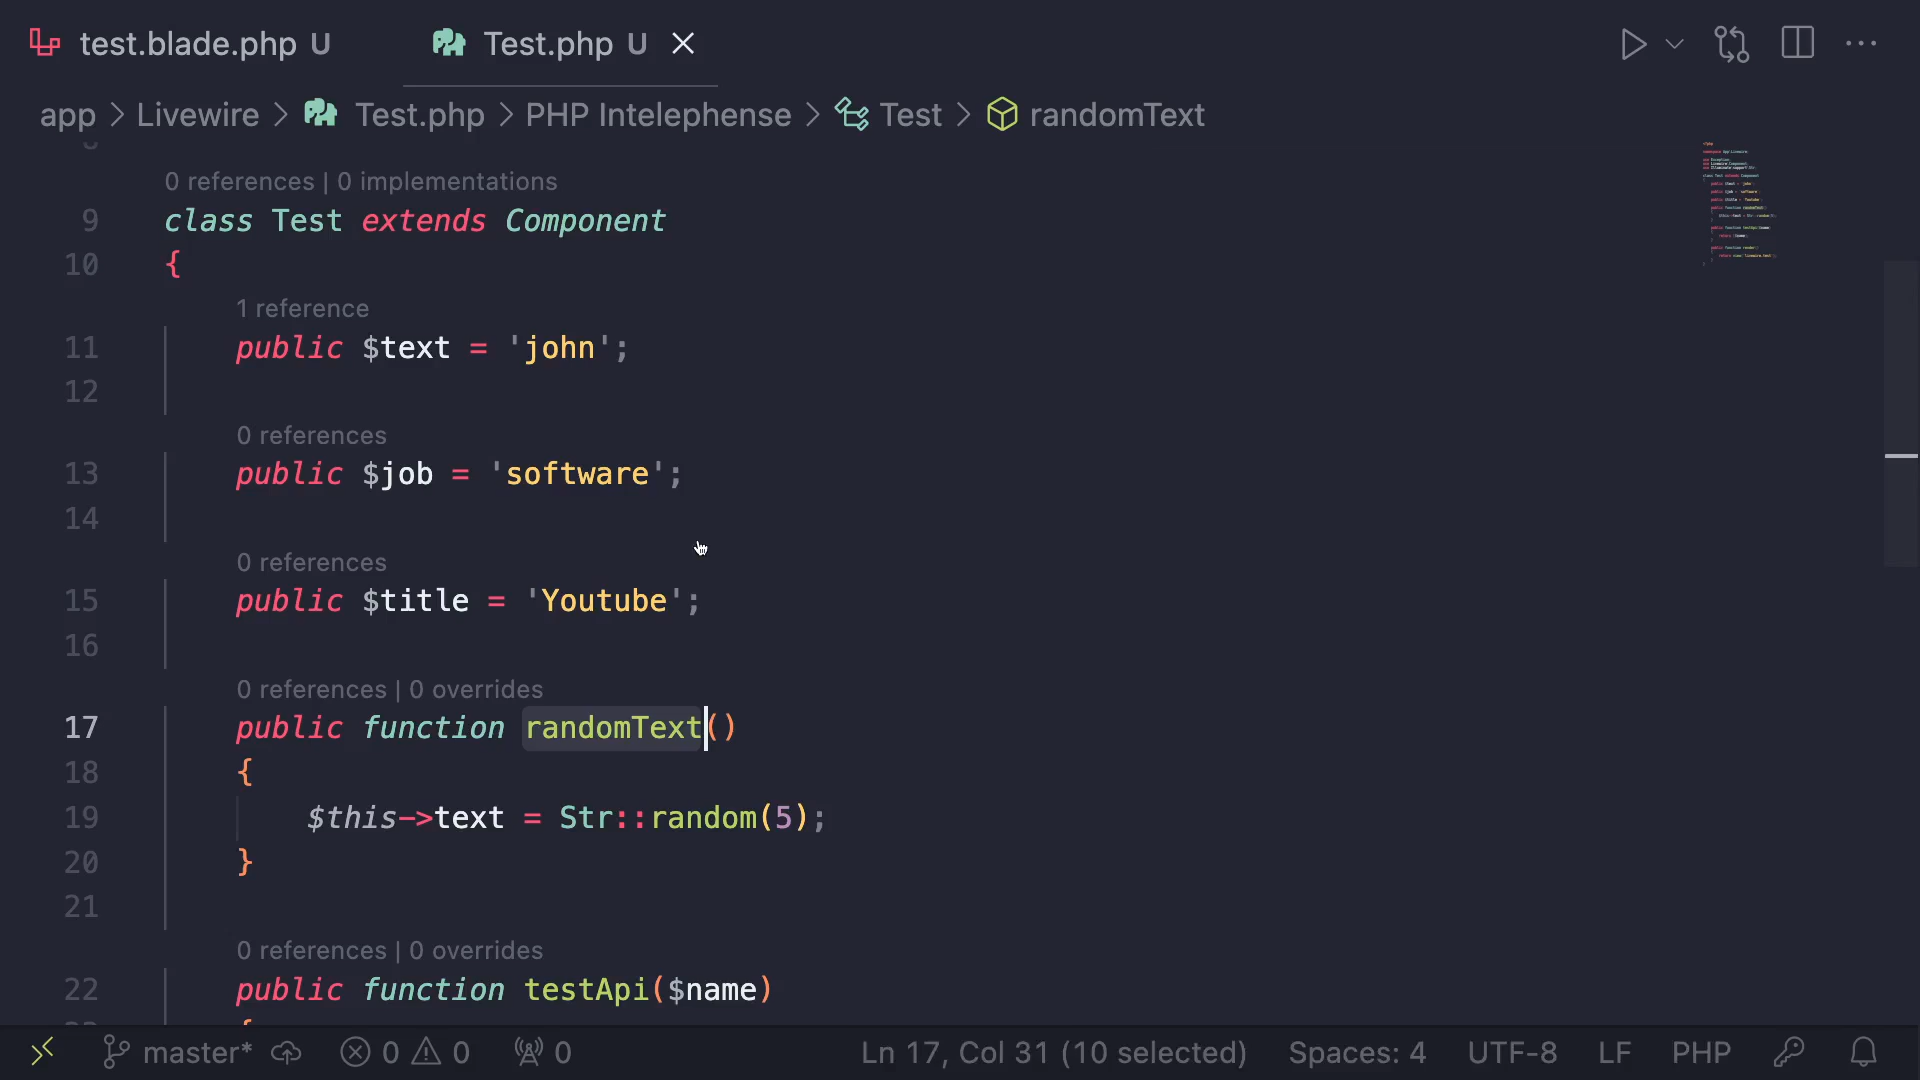 test.blade.php U Test.php U
app > Livewire > Test.php > PHP Intelephense > Test > randomText
0 references | 0 implementations
9 class Test extends Component
10 {
1 reference
11 public $text = 'john';
12
0 references
13 public $job = 'software';
14
0 references
15 public $title = 'Youtube';
16
0 references | 0 overrides
17 public function randomText()
18 {
19 $this->text = Str::random(5);
20 }
21
0 references | 0 overrides
22 public function testApi($name)
master* 0 0 0 Ln 17, Col 31 (10 selected) Spaces: 4 UTF-8 LF PHP